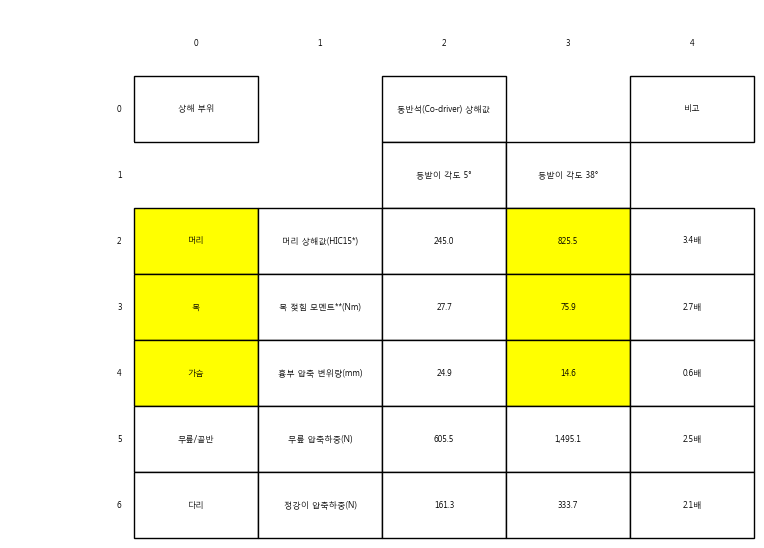 0 1 2 3 4
0 상해 부위 동반석(Co-driver) 상해값 비고
1 등받이 각도 5° 등받이 각도 38°
2 머리 머리 상해값(HIC15*) 245.0 825.5 3.4배
3 목 목 젖힘 모멘트**(Nm) 27.7 75.9 2.7배
4 가슴 흉부 압축 변위량(mm) 24.9 14.6 0.6배
5 무릎/골반 무릎 압축하중(N) 605.5 1,495.1 2.5배
6 다리 정강이 압축하중(N) 161.3 333.7 2.1배